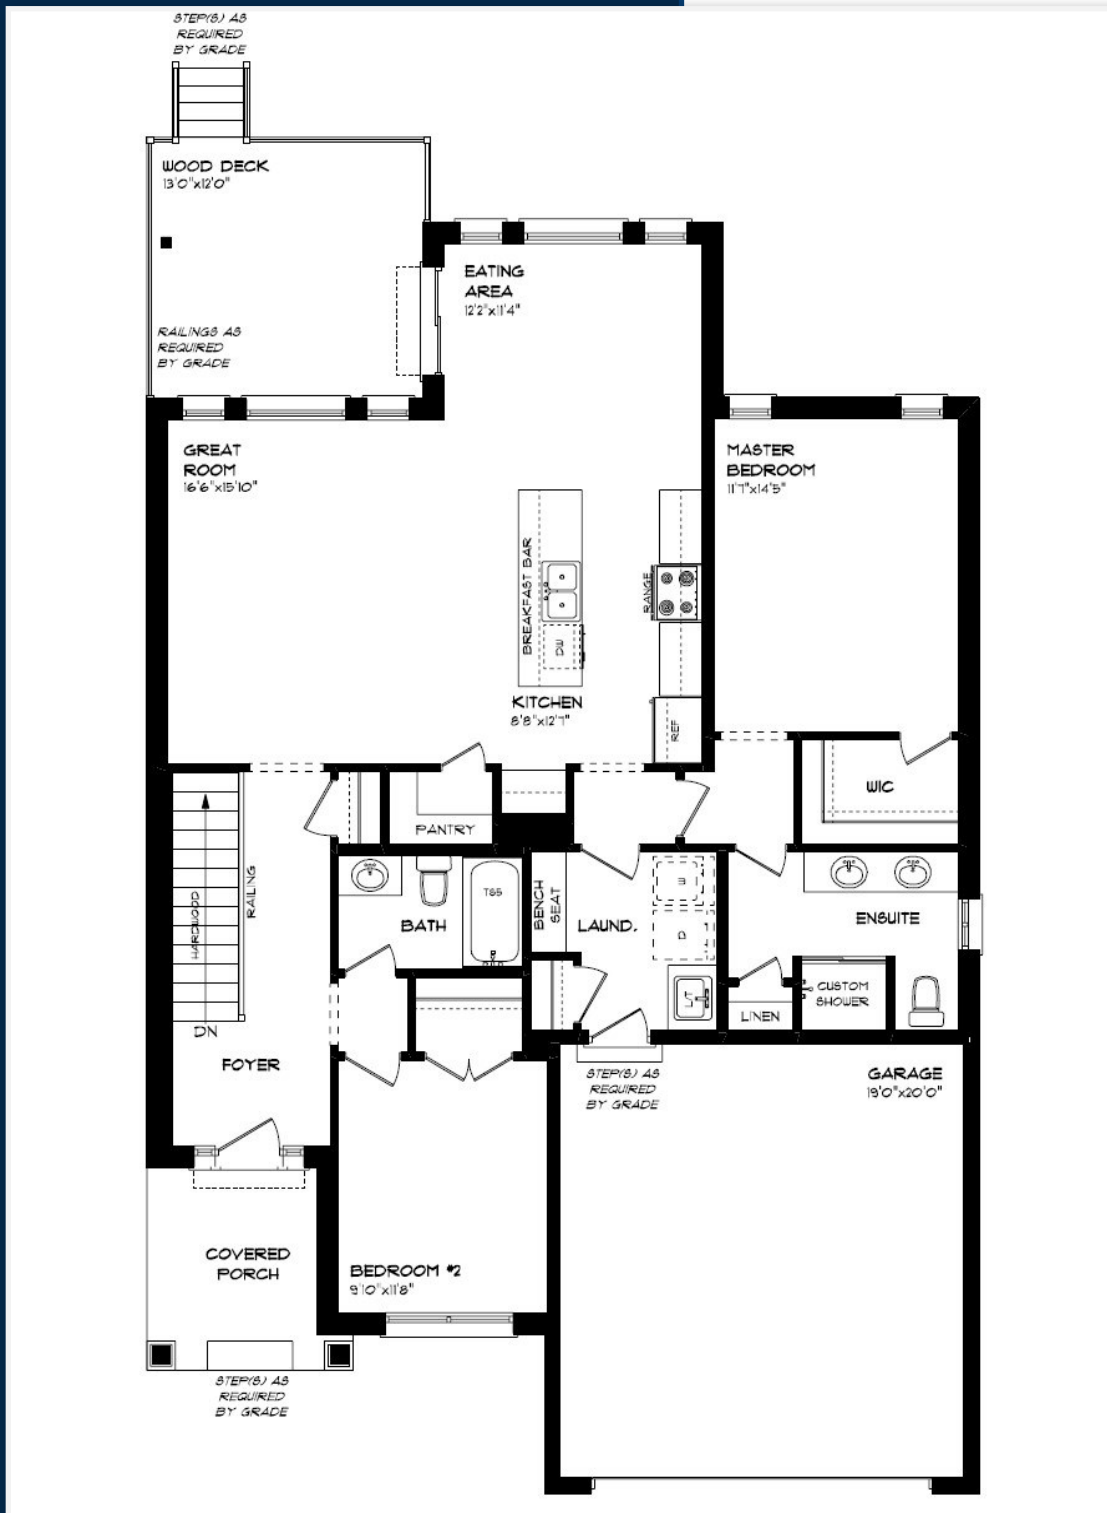 STEP(S) AS
REQUIRED
BY GRADE
WOOD DECK
13'0"x12'0"
RAILINGS AS
REQUIRED
BY GRADE
EATING
AREA
12'2"x11'4"
GREAT
ROOM
16'6"x15'10"
MASTER
BEDROOM
11'7"x14'5"
BREAKFAST BAR
DW
RANGE
REF
KITCHEN
8'8"x12'7"
WIC
PANTRY
HARDWOOD
RAILING
DN
FOYER
BATH
T&S
BENCH
SEAT
LAUND.
W
D
L/T
ENSUITE
LINEN
CUSTOM
SHOWER
STEP(S) AS
REQUIRED
BY GRADE
GARAGE
19'0"x20'0"
COVERED
PORCH
BEDROOM #2
9'10"x11'8"
STEP(S) AS
REQUIRED
BY GRADE